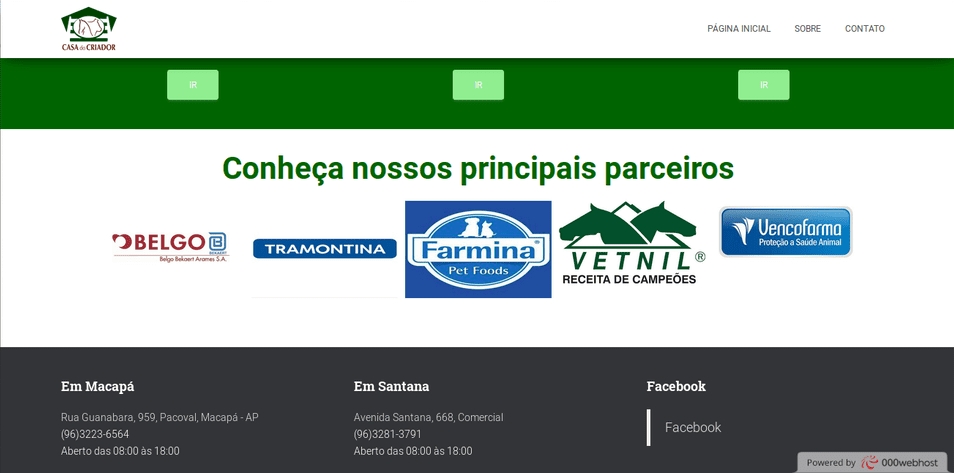 CASA do CRIADOR
PÁGINA INICIAL SOBRE CONTATO
IR IR IR
Conheça nossos principais parceiros
BELGO
BEKAERT
Belgo Bekaert Arames S.A.
TRAMONTINA
Farmina®
Pet Foods
VETNIL®
RECEITA DE CAMPEÕES
Vencofarma
Proteção a Saúde Animal
Em Macapá
Rua Guanabara, 959, Pacoval, Macapá - AP
(96)3223-6564
Aberto das 08:00 às 18:00
Em Santana
Avenida Santana, 668, Comercial
(96)3281-3791
Aberto das 08:00 às 18:00
Facebook
Facebook
Powered by 000webhost